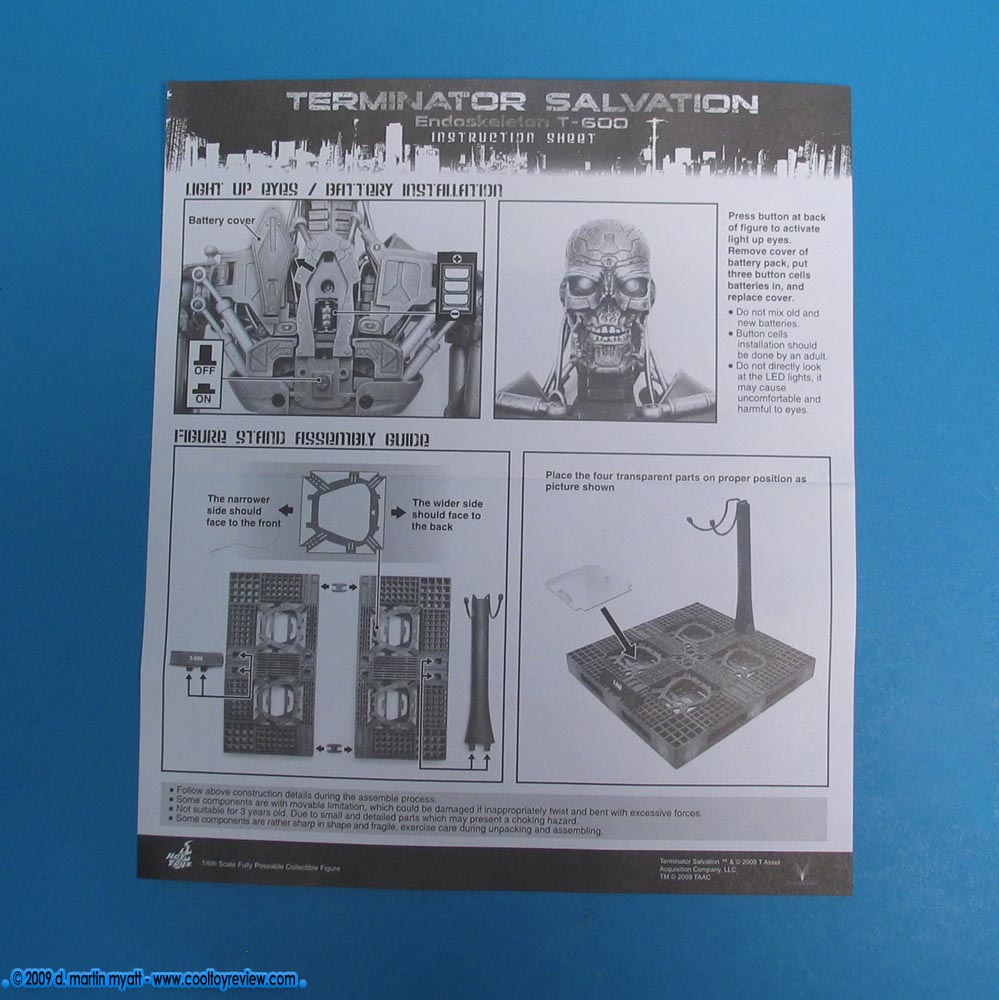 TERMINATOR SALVATION
Endoskeleton T-600
INSTRUCTION SHEET
LIGHT UP EYES / BATTERY INSTALLATION
Battery cover
OFF
ON
Press button at back
of figure to activate
light up eyes.
Remove cover of
battery pack, put
three button cells
batteries in, and
replace cover.
• Do not mix old and
new batteries.
• Button cells
installation should
be done by an adult.
• Do not directly look
at the LED lights, it
may cause
uncomfortable and
harmful to eyes.
FIGURE STAND ASSEMBLY GUIDE
The narrower
side should
face to the front
The wider side
should face to
the back
T-600
Place the four transparent parts on proper position as
picture shown
T-600
• Follow above construction details during the assemble process.
• Some components are with movable limitation, which could be damaged if inappropriately twist and bent with excessive forces.
• Not suitable for 3 years old. Due to small and detailed parts which may present a choking hazard.
• Some components are rather sharp in shape and fragile, exercise care during unpacking and assembling.
Hot Toys
1/6th Scale Fully Poseable Collectible Figure
Terminator Salvation ™ & © 2009 T Asset
Acquisition Company, LLC.
TM © 2009 TAAC
© 2009 d. martin myatt - www.cooltoyreview.com